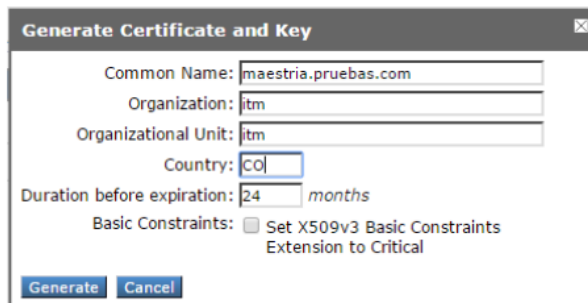 Generate Certificate and Key
Common Name: maestria.pruebas.com
Organization: itm
Organizational Unit: itm
Country: CO
Duration before expiration: 24 months
Basic Constraints: Set X509v3 Basic Constraints
Extension to Critical
Generate Cancel